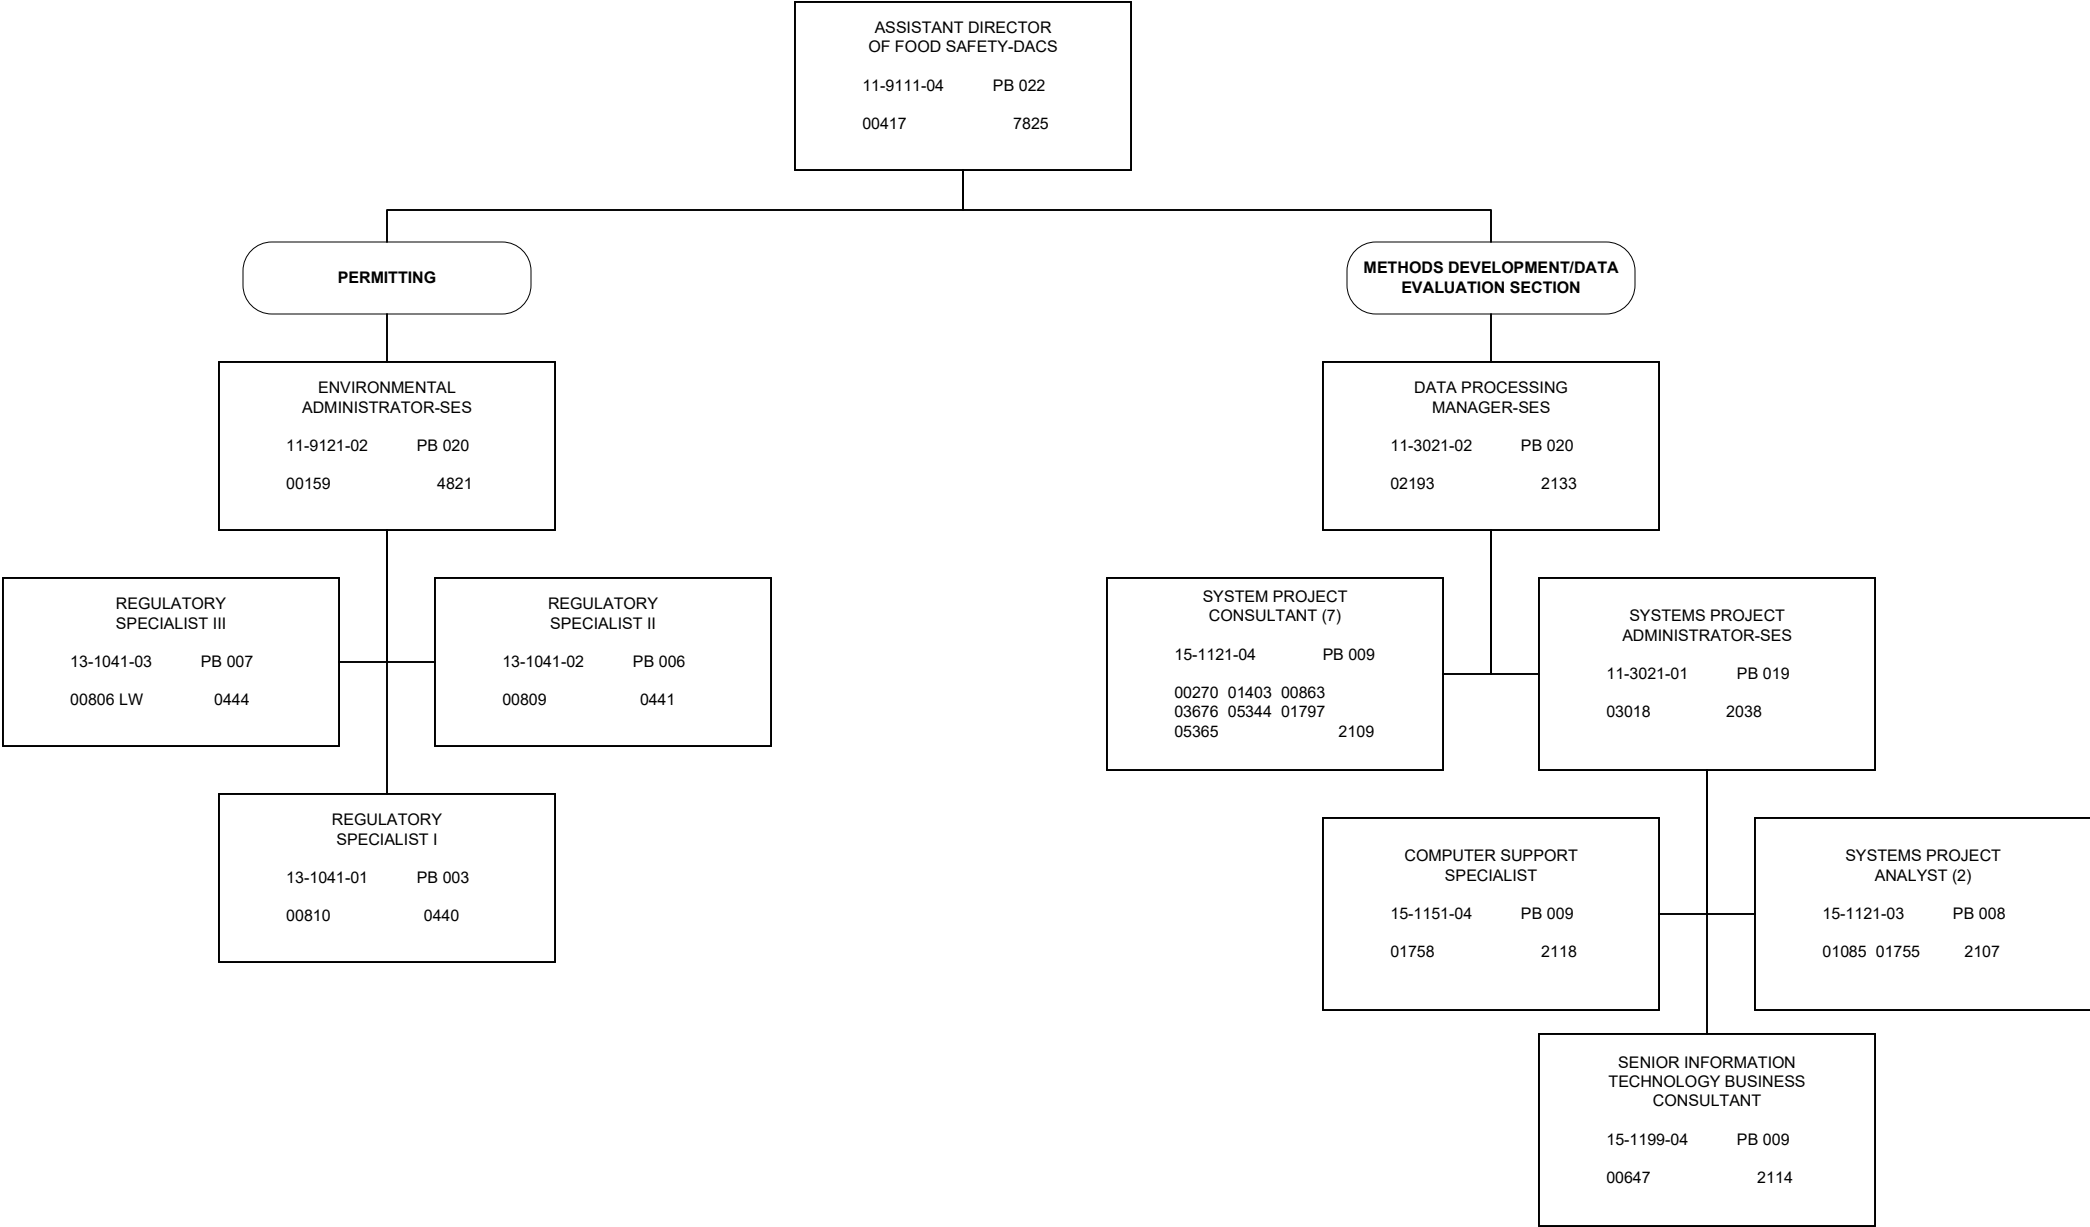 ASSISTANT DIRECTOR
OF FOOD SAFETY-DACS
11-9111-04 PB 022
00417 7825
PERMITTING
METHODS DEVELOPMENT/DATA
EVALUATION SECTION
ENVIRONMENTAL
ADMINISTRATOR-SES
11-9121-02 PB 020
00159 4821
DATA PROCESSING
MANAGER-SES
11-3021-02 PB 020
02193 2133
REGULATORY
SPECIALIST III
13-1041-03 PB 007
00806 LW 0444
REGULATORY
SPECIALIST II
13-1041-02 PB 006
00809 0441
SYSTEM PROJECT
CONSULTANT (7)
15-1121-04 PB 009
00270 01403 00863
03676 05344 01797
05365 2109
SYSTEMS PROJECT
ADMINISTRATOR-SES
11-3021-01 PB 019
03018 2038
REGULATORY
SPECIALIST I
13-1041-01 PB 003
00810 0440
COMPUTER SUPPORT
SPECIALIST
15-1151-04 PB 009
01758 2118
SYSTEMS PROJECT
ANALYST (2)
15-1121-03 PB 008
01085 01755 2107
SENIOR INFORMATION
TECHNOLOGY BUSINESS
CONSULTANT
15-1199-04 PB 009
00647 2114